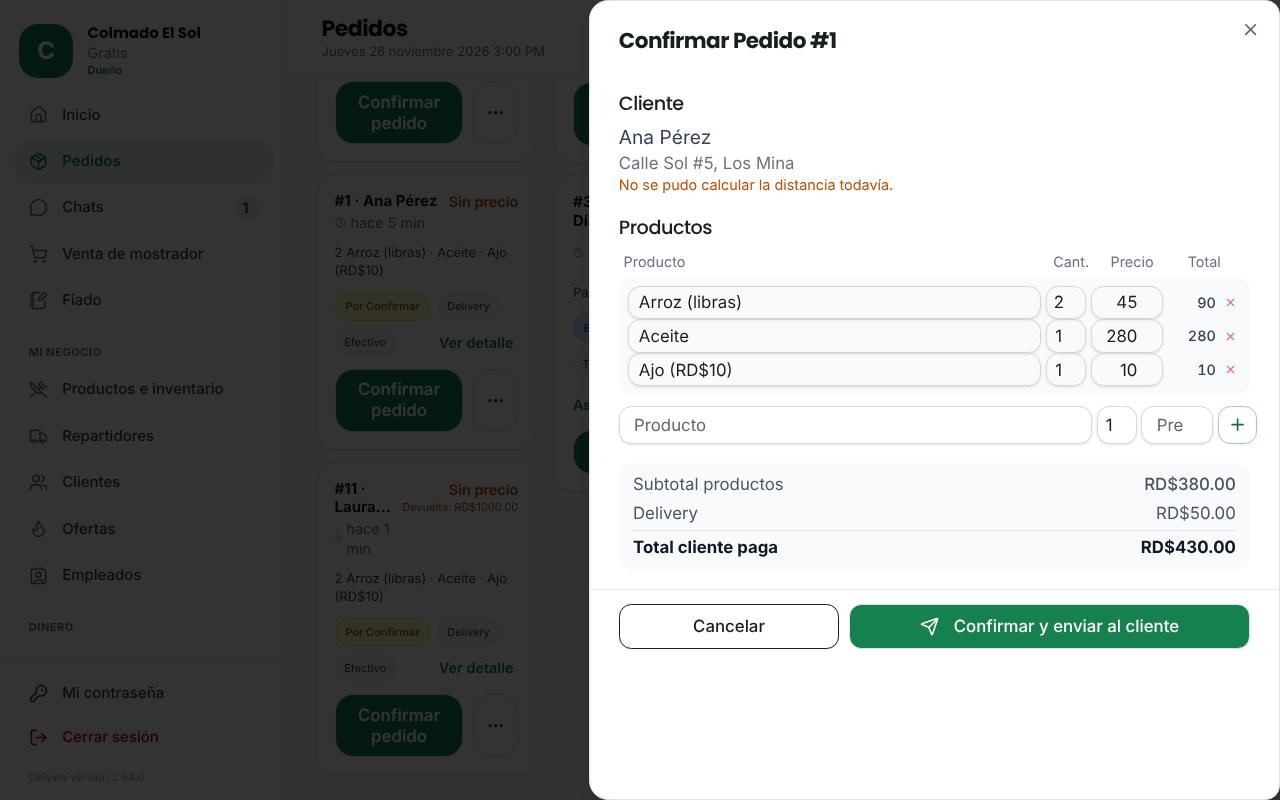 C
Colmado El Sol
Gratis
Dueño
Inicio
Pedidos
Chats
1
Venta de mostrador
Fiado
MI NEGOCIO
Productos e inventario
Repartidores
Clientes
Ofertas
Empleados
DINERO
Mi contraseña
Cerrar sesión
Delywa versión 2.64.0
Pedidos
Jueves 26 noviembre 2026 3:00 PM
Confirmar
pedido
#1 · Ana Pérez
Sin precio
hace 5 min
2 Arroz (libras) · Aceite · Ajo
(RD$10)
Por Confirmar
Delivery
Efectivo
Ver detalle
Confirmar
pedido
#11 ·
Laura...
Sin precio
Devuelta: RD$1000.00
hace 1
min
2 Arroz (libras) · Aceite · Ajo
(RD$10)
Por Confirmar
Delivery
Efectivo
Ver detalle
Confirmar
pedido
Confirmar Pedido #1
Cliente
Ana Pérez
Calle Sol #5, Los Mina
No se pudo calcular la distancia todavía.
Productos
Producto Cant. Precio Total
Arroz (libras) 2 45 90
Aceite 1 280 280
Ajo (RD$10) 1 10 10
Producto 1 Pre
Subtotal productos RD$380.00
Delivery RD$50.00
Total cliente paga RD$430.00
Cancelar
Confirmar y enviar al cliente